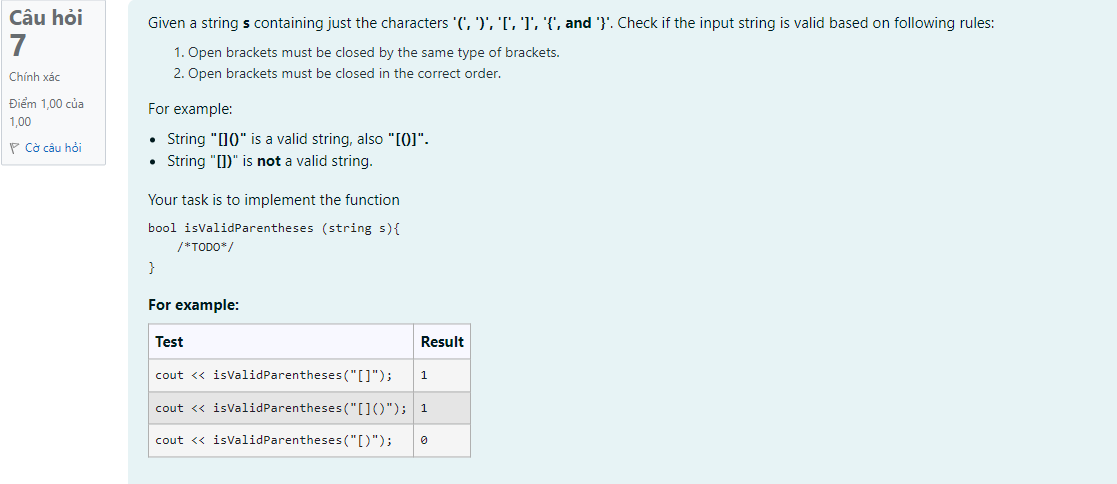 Câu hỏi
7
Chính xác
Điểm 1,00 của
1,00
Cờ câu hỏi
Given a string s containing just the characters '(', ')', '[', ']', '{', and '}'. Check if the input string is valid based on following rules:
1. Open brackets must be closed by the same type of brackets.
2. Open brackets must be closed in the correct order.
For example:
• String "[]()" is a valid string, also "[()]".
• String "[])" is not a valid string.
Your task is to implement the function
bool isValidParentheses (string s){
/*TODO*/
}
For example:
Test Result
cout << isValidParentheses("[]"); 1
cout << isValidParentheses("[]()"); 1
cout << isValidParentheses("[)"); 0